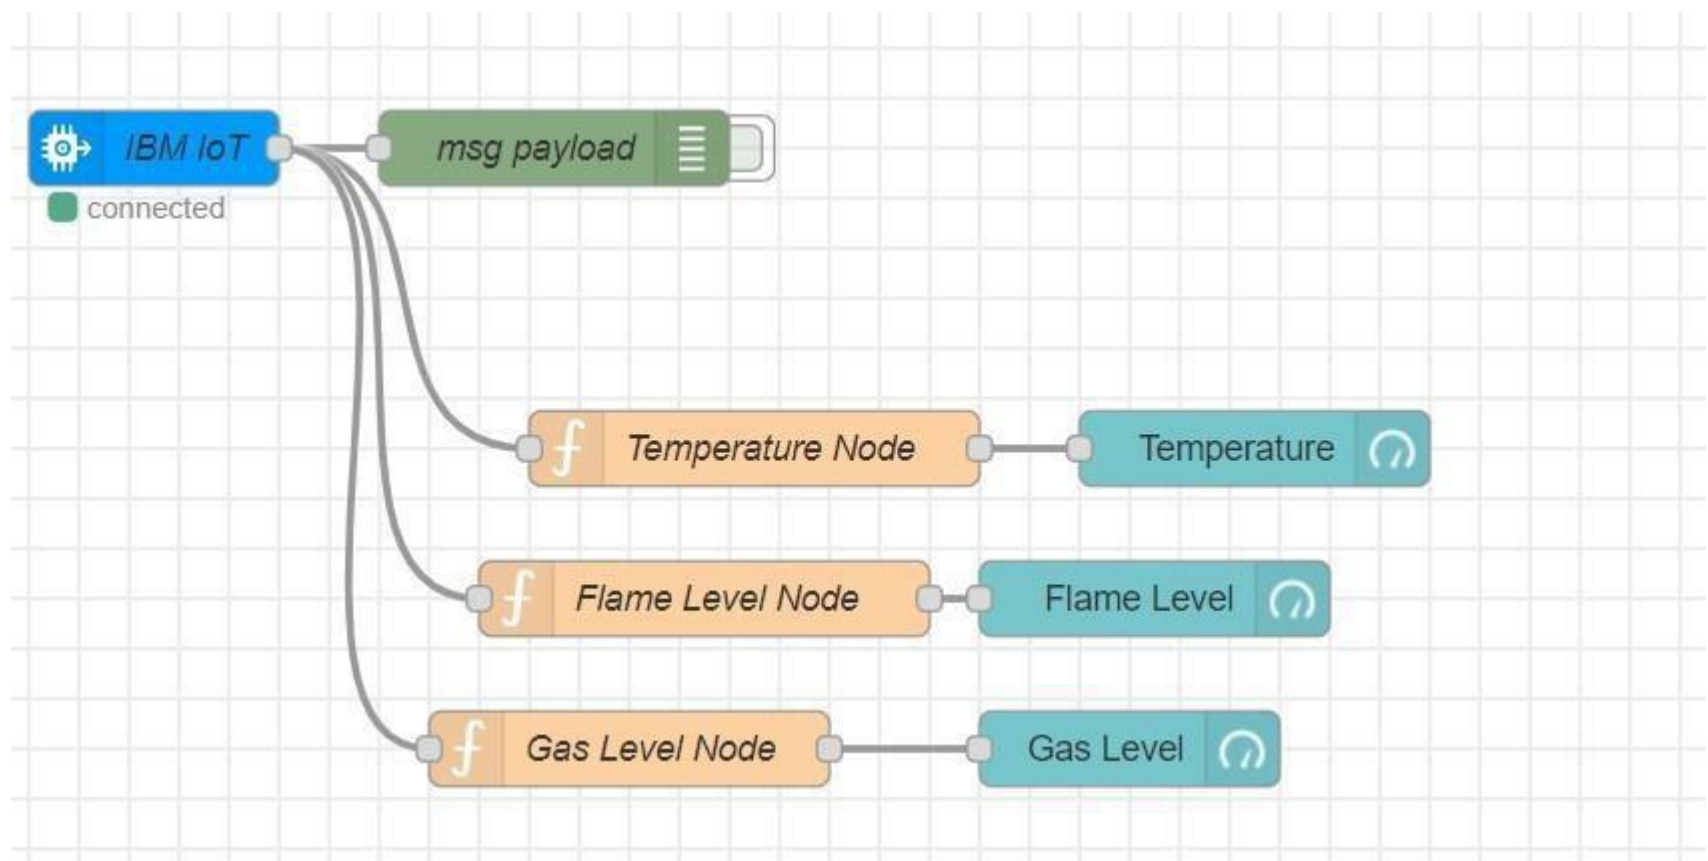 IBM IoT
msg payload
connected
Temperature Node
Temperature
Flame Level Node
Flame Level
Gas Level Node
Gas Level